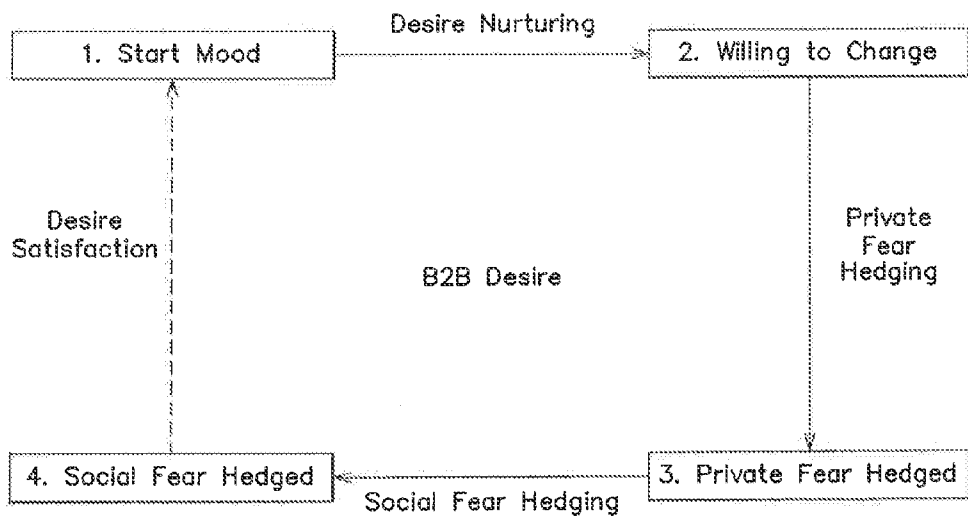 Desire Nurturing
1. Start Mood
2. Willing to Change
Desire
Satisfaction
B2B Desire
Private
Fear
Hedging
4. Social Fear Hedged
Social Fear Hedging
3. Private Fear Hedged